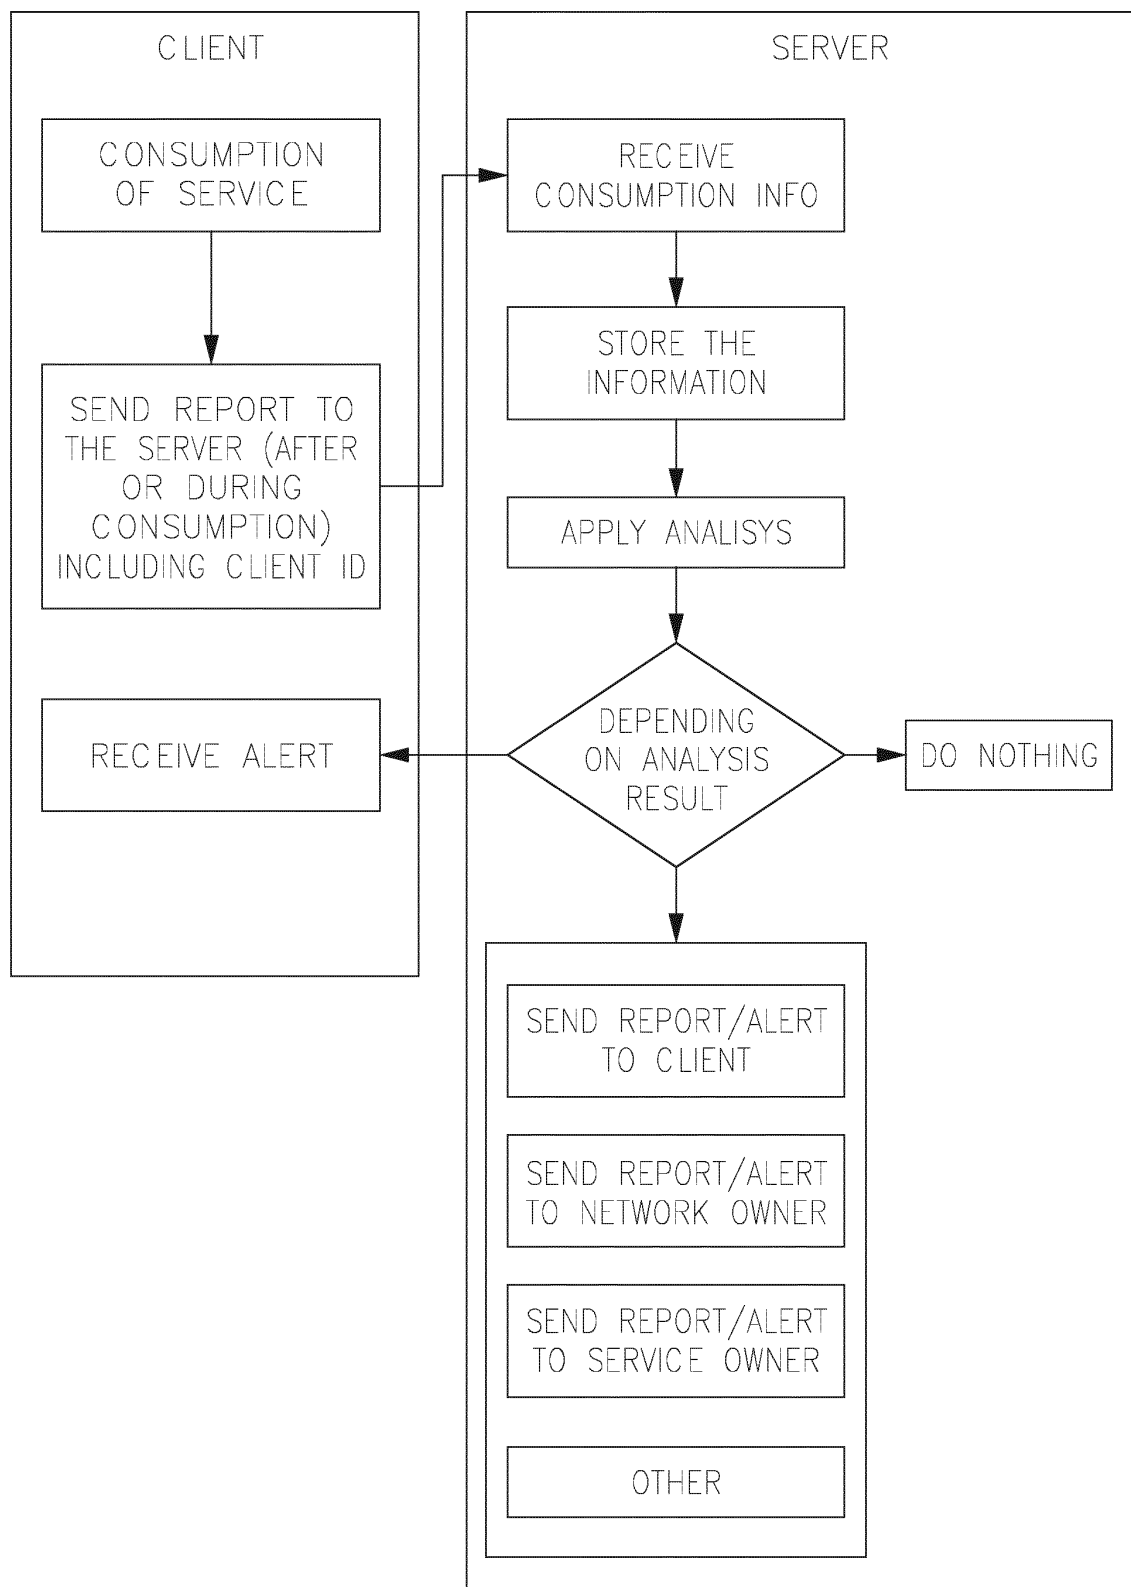 CLIENT
CONSUMPTION
OF SERVICE
SEND REPORT TO
THE SERVER (AFTER
OR DURING
CONSUMPTION)
INCLUDING CLIENT ID
RECEIVE ALERT
SERVER
RECEIVE
CONSUMPTION INFO
STORE THE
INFORMATION
APPLY ANALISYS
DEPENDING
ON ANALYSIS
RESULT
DO NOTHING
SEND REPORT/ALERT
TO CLIENT
SEND REPORT/ALERT
TO NETWORK OWNER
SEND REPORT/ALERT
TO SERVICE OWNER
OTHER